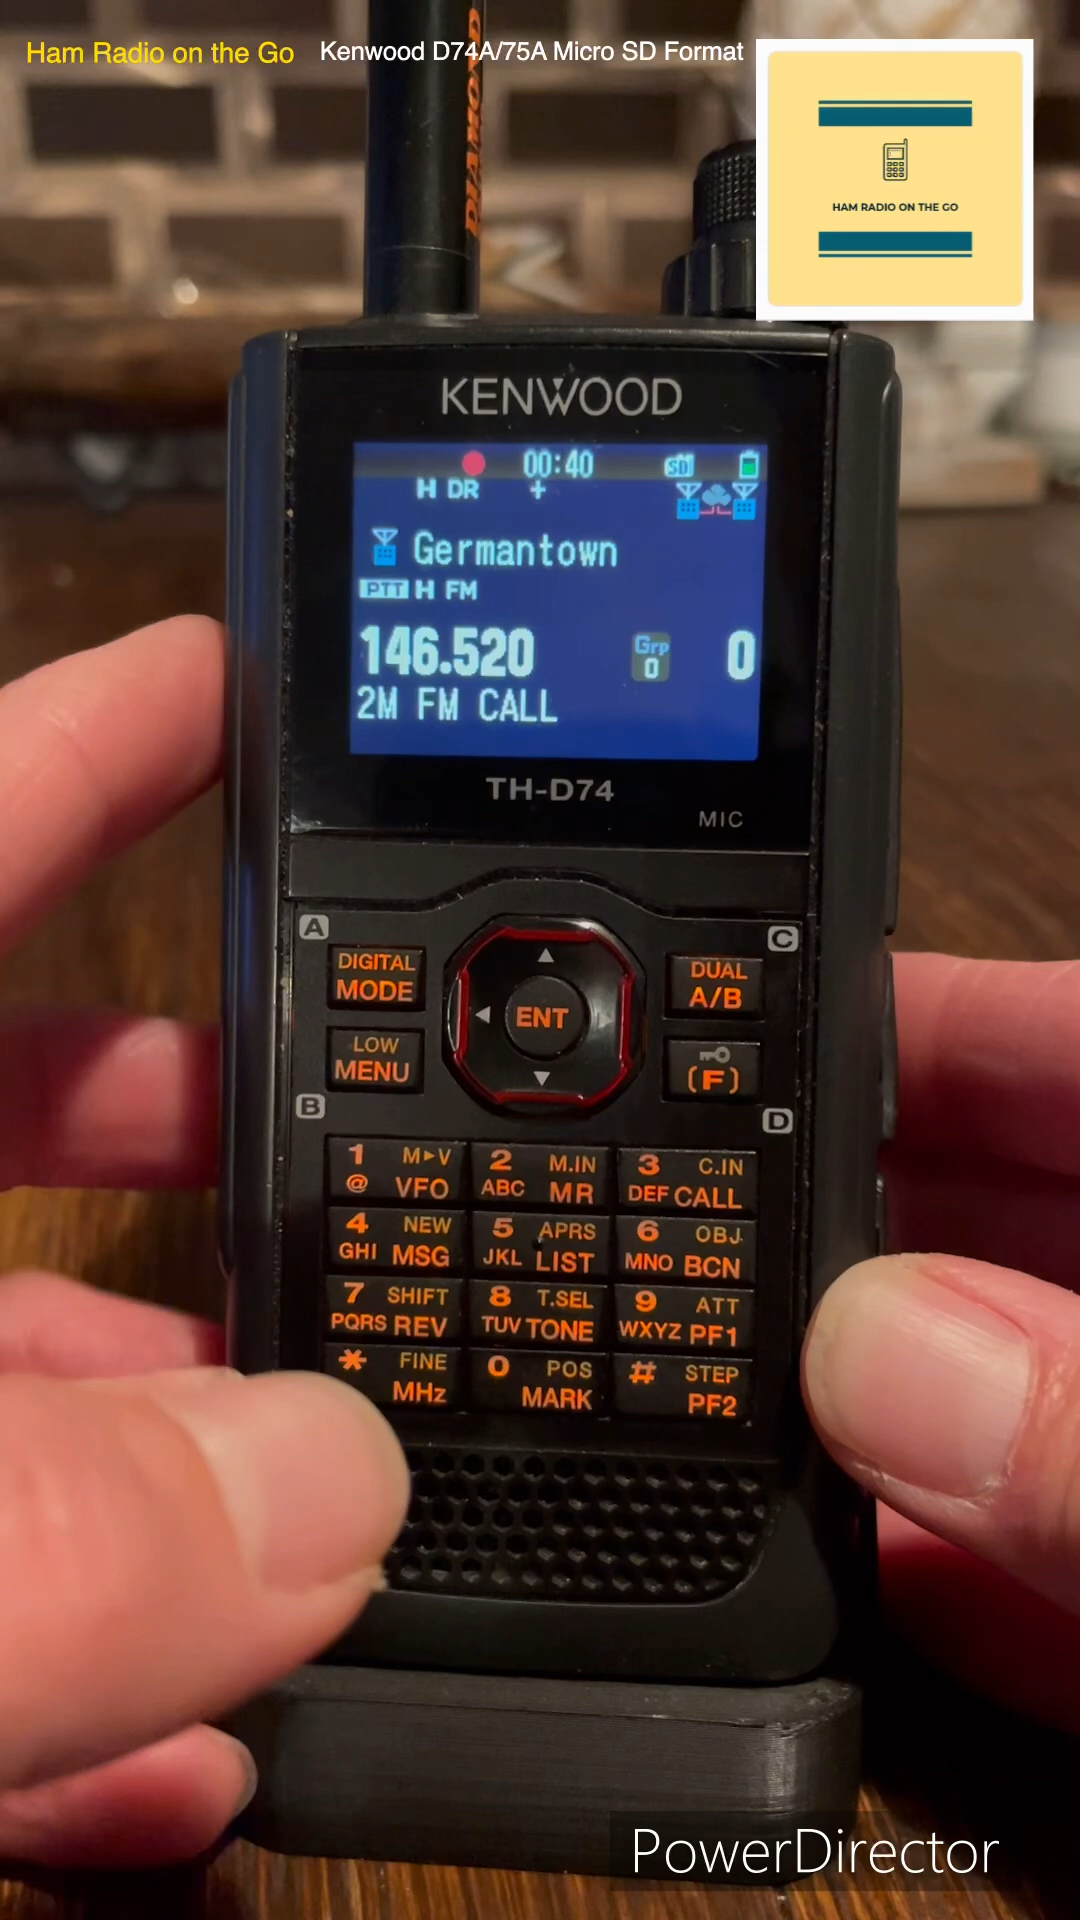 Ham Radio on the Go
Kenwood D74A/75A Micro SD Format
DIAMOND
HAM RADIO ON THE GO
KENWOOD
00:40 SD
H DR +
Germantown
PTT H FM
146.520 Grp 0 0
2M FM CALL
TH-D74
MIC
A C
DIGITAL MODE
DUAL A/B
ENT
LOW MENU
(F)
B D
1 M►V @ VFO
2 M.IN ABC MR
3 C.IN DEF CALL
4 NEW GHI MSG
5 APRS JKL LIST
6 OBJ MNO BCN
7 SHIFT PQRS REV
8 T.SEL TUV TONE
9 ATT WXYZ PF1
* FINE MHz
0 POS MARK
# STEP PF2
PowerDirector